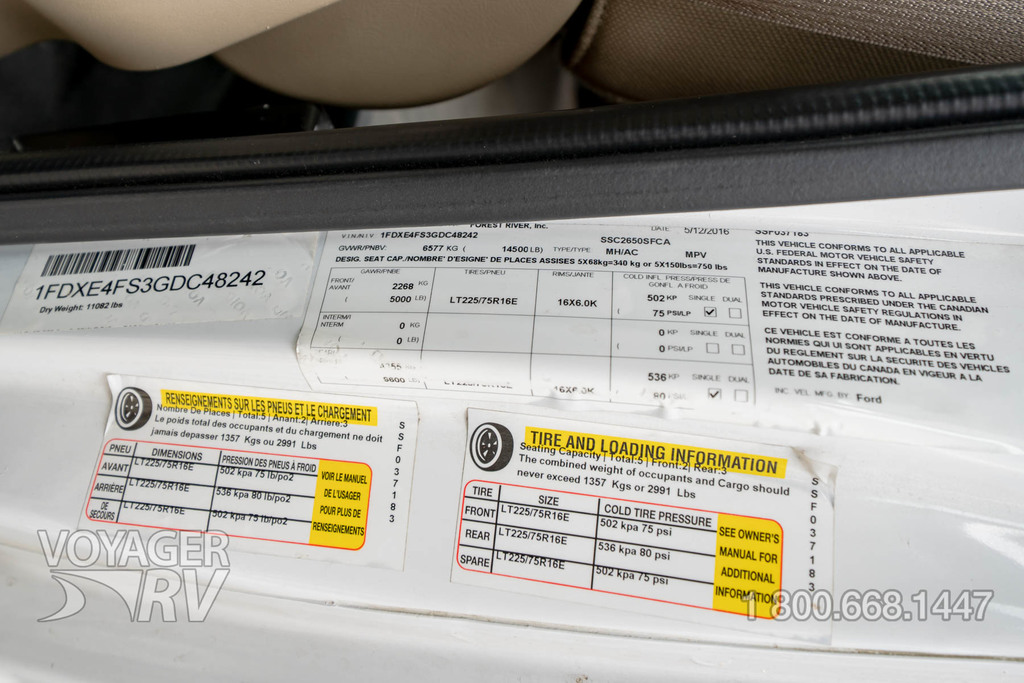 1FDXE4FS3GDC48242
Dry Weight: 11082 lbs
FOREST RIVER, Inc.
DATE 5/12/2016
V.I.N./N.I.V. 1FDXE4FS3GDC48242
SSC2650SFCA
GVWR/PNBV: 6577 KG ( 14500 LB) TYPE/TYPE MH/AC MPV
DESIG. SEAT CAP./NOMBRE' D'ESIGNE' DE PLACES ASSISES 5X68kg=340 kg or 5X150lbs=750 lbs
GAWR/PNBE TIRES/PNEU RIMS/JANTE COLD INFL PRESS/PRESS DE GONFL A FROID
FRONT/ AVANT 2268 KG
( 5000 LB) LT225/75R16E 16X6.0K 502 KP SINGLE DUAL
( 75 PSI/LP
INTERM/I NTERM 0 KG 0 KP SINGLE DUAL
( 0 LB) ( 0 PSI/LP
536 KP SINGLE DUAL
LT225/75R16E 16X6.0K 80
THIS VEHICLE CONFORMS TO ALL APPLICABLE
U.S. FEDERAL MOTOR VEHICLE SAFETY
STANDARDS IN EFFECT ON THE DATE OF
MANUFACTURE SHOWN ABOVE.
THIS VEHICLE CONFORMS TO ALL APPLICABLE
STANDARDS PRESCRIBED UNDER THE CANADIAN
MOTOR VEHICLE SAFETY REGULATIONS IN
EFFECT ON THE DATE OF MANUFACTURE.
CE VEHICULE EST CONFORME A TOUTES LES
NORMES QUI UI SONT APPLICABLES EN VERTU
DU REGLEMENT SUR LA SECURITE DES VEHICULES
AUTOMOBILES DU CANADA EN VIGEUR A LA
DATE DE SA FABRICATION.
INC. VEL. MFG. BY Ford
RENSEIGNEMENTS SUR LES PNEUS ET LE CHARGEMENT
Nombre De Places | Total:5 | Anant:2| Arriere:3
Le poids total des occupants et du chargement ne doit
jamais depasser 1357 Kgs ou 2991 Lbs
PNEU DIMENSIONS PRESSION DES PNEUS À FROID
AVANT LT225/75R16E 502 kpa 75 lb/po2
ARRIÈRE LT225/75R16E 536 kpa 80 lb/po2
DE SECOURS LT225/75R16E 502 kpa 75 lb/po2
VOIR LE MANUEL
DE L'USAGER
POUR PLUS DE
RENSEIGNEMENTS
SSF037183
TIRE AND LOADING INFORMATION
Seating Capacity | Total:5 | Front:2| Rear:3
The combined weight of occupants and Cargo should
never exceed 1357 Kgs or 2991 Lbs
TIRE SIZE COLD TIRE PRESSURE
FRONT LT225/75R16E 502 kpa 75 psi
REAR LT225/75R16E 536 kpa 80 psi
SPARE LT225/75R16E 502 kpa 75 psi
SEE OWNER'S
MANUAL FOR
ADDITIONAL
INFORMATION
SSF037183
VOYAGER
RV
1 800.668.1447